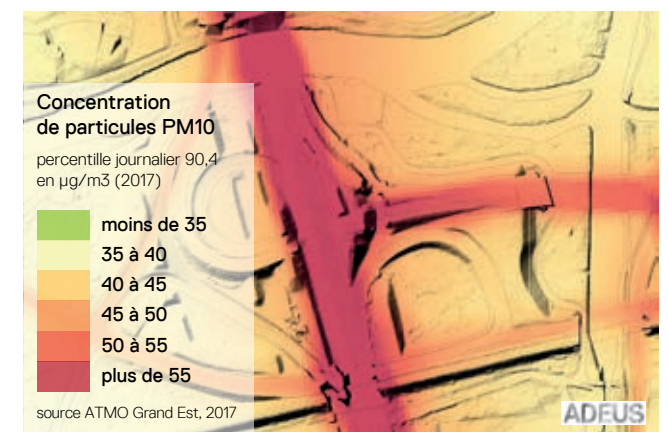 Concentration
de particules PM10
percentille journalier 90,4
en µg/m3 (2017)
moins de 35
35 à 40
40 à 45
45 à 50
50 à 55
plus de 55
source ATMO Grand Est, 2017
ADEUS